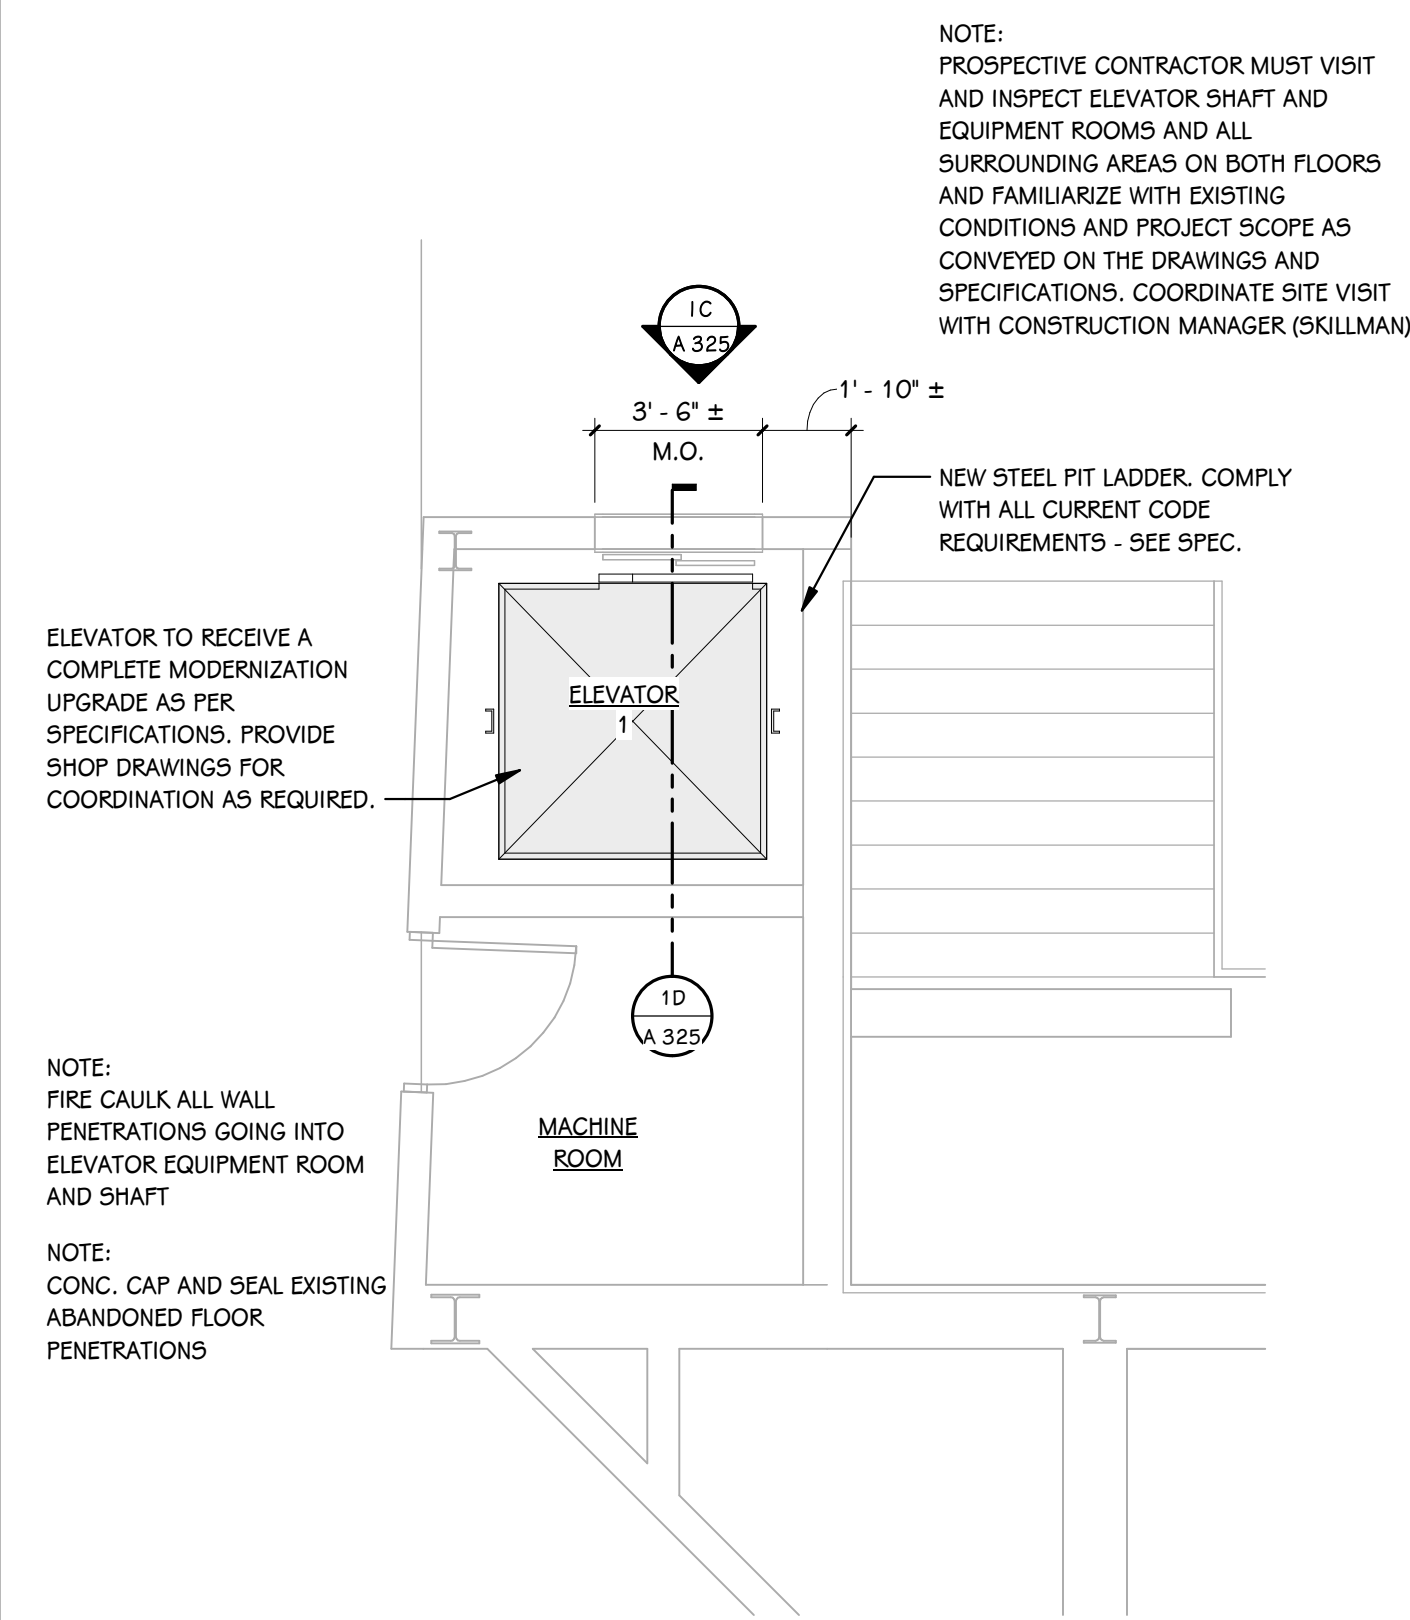 NOTE:
PROSPECTIVE CONTRACTOR MUST VISIT
AND INSPECT ELEVATOR SHAFT AND
EQUIPMENT ROOMS AND ALL
SURROUNDING AREAS ON BOTH FLOORS
AND FAMILIARIZE WITH EXISTING
CONDITIONS AND PROJECT SCOPE AS
CONVEYED ON THE DRAWINGS AND
SPECIFICATIONS. COORDINATE SITE VISIT
WITH CONSTRUCTION MANAGER (SKILLMAN)
1C
A 325
1' - 10" ±
3' - 6" ±
M.O.
NEW STEEL PIT LADDER. COMPLY
WITH ALL CURRENT CODE
REQUIREMENTS - SEE SPEC.
ELEVATOR TO RECEIVE A
COMPLETE MODERNIZATION
UPGRADE AS PER
SPECIFICATIONS. PROVIDE
SHOP DRAWINGS FOR
COORDINATION AS REQUIRED.
ELEVATOR
1
1D
A 325
NOTE:
FIRE CAULK ALL WALL
PENETRATIONS GOING INTO
ELEVATOR EQUIPMENT ROOM
AND SHAFT
MACHINE
ROOM
NOTE:
CONC. CAP AND SEAL EXISTING
ABANDONED FLOOR
PENETRATIONS